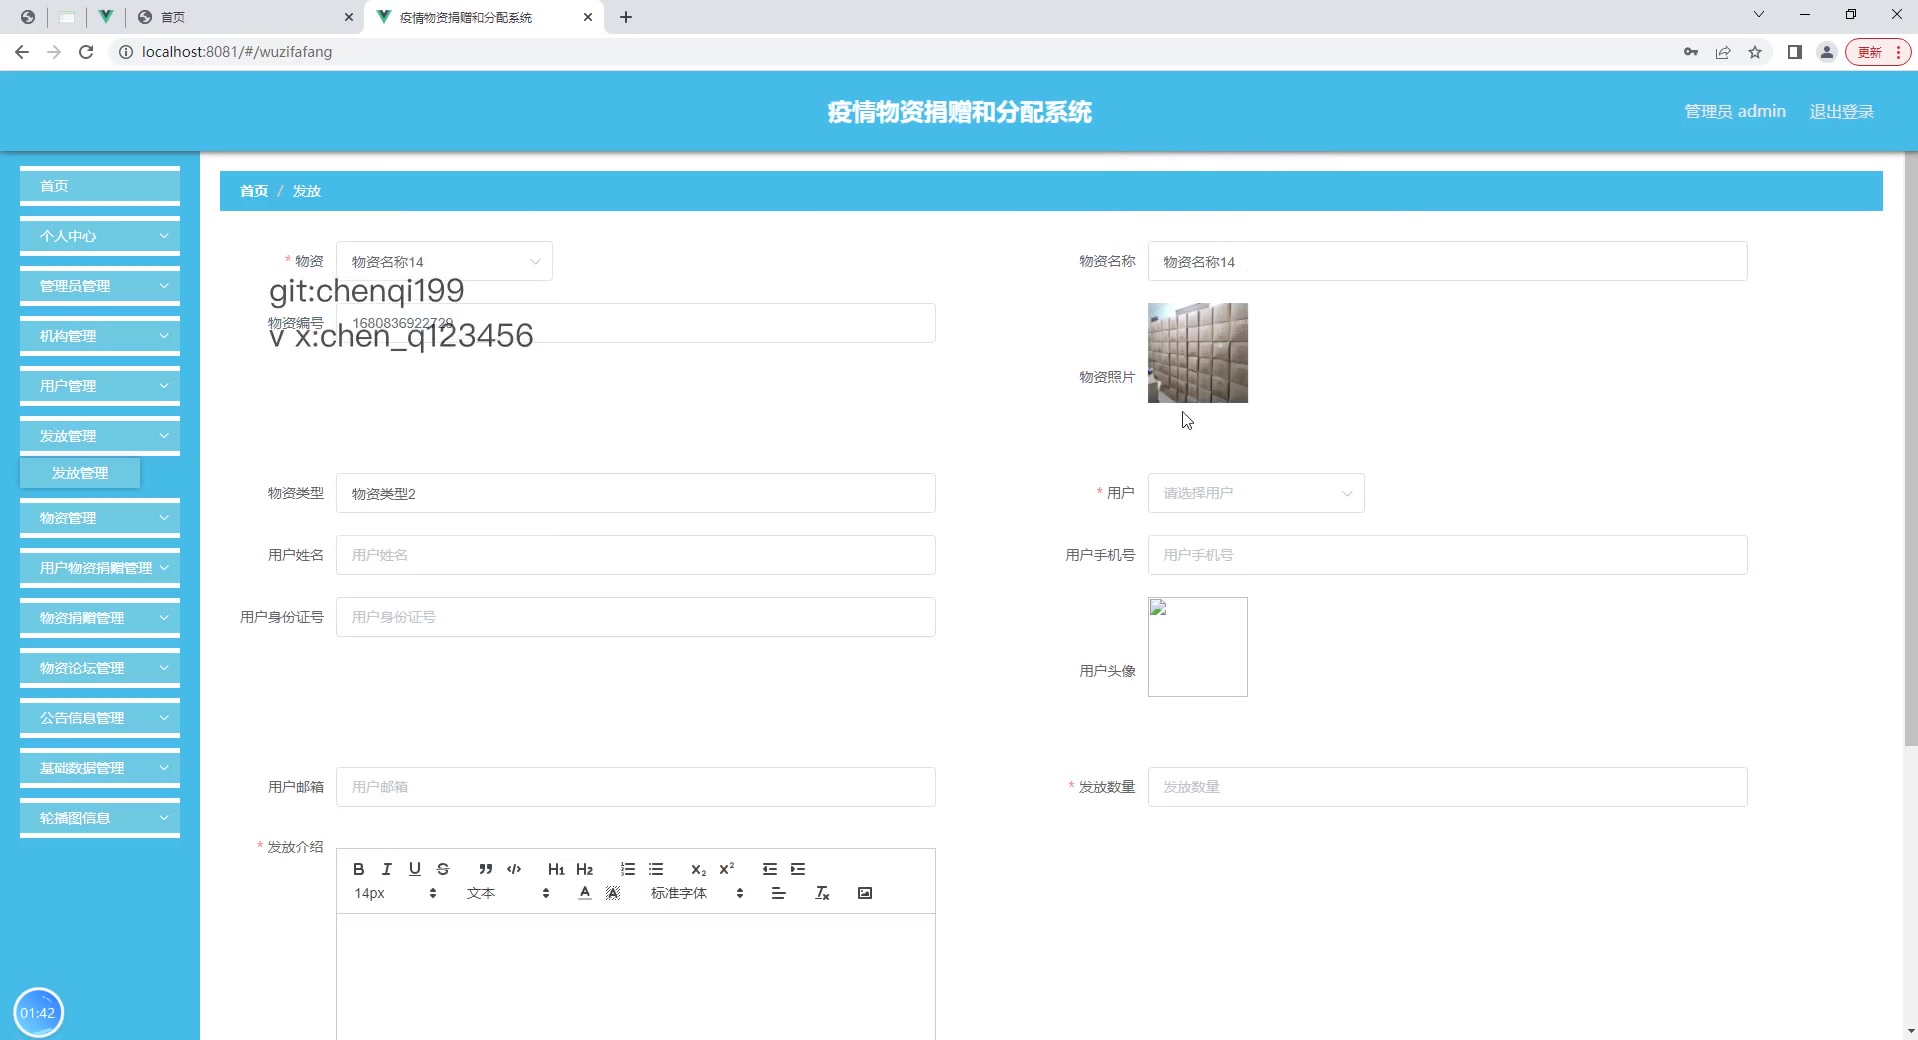 首页
疫情物资捐赠和分配系统
localhost:8081/#/wuzifafang
更新
疫情物资捐赠和分配系统
管理员 admin
退出登录
首页
个人中心
管理员管理
机构管理
用户管理
发放管理
发放管理
物资管理
用户物资捐赠管理
物资捐赠管理
物资论坛管理
公告信息管理
基础数据管理
轮播图信息
首页 / 发放
* 物资
物资名称14
物资名称
物资名称14
git:chenqi199
物资编号
1680836922729
v x:chen_q123456
物资照片
物资类型
物资类型2
* 用户
请选择用户
用户姓名
用户姓名
用户手机号
用户手机号
用户身份证号
用户身份证号
用户头像
用户邮箱
用户邮箱
* 发放数量
发放数量
* 发放介绍
B I U S H1 H2 x2 x2
14px 文本 A A 标准字体
01:42